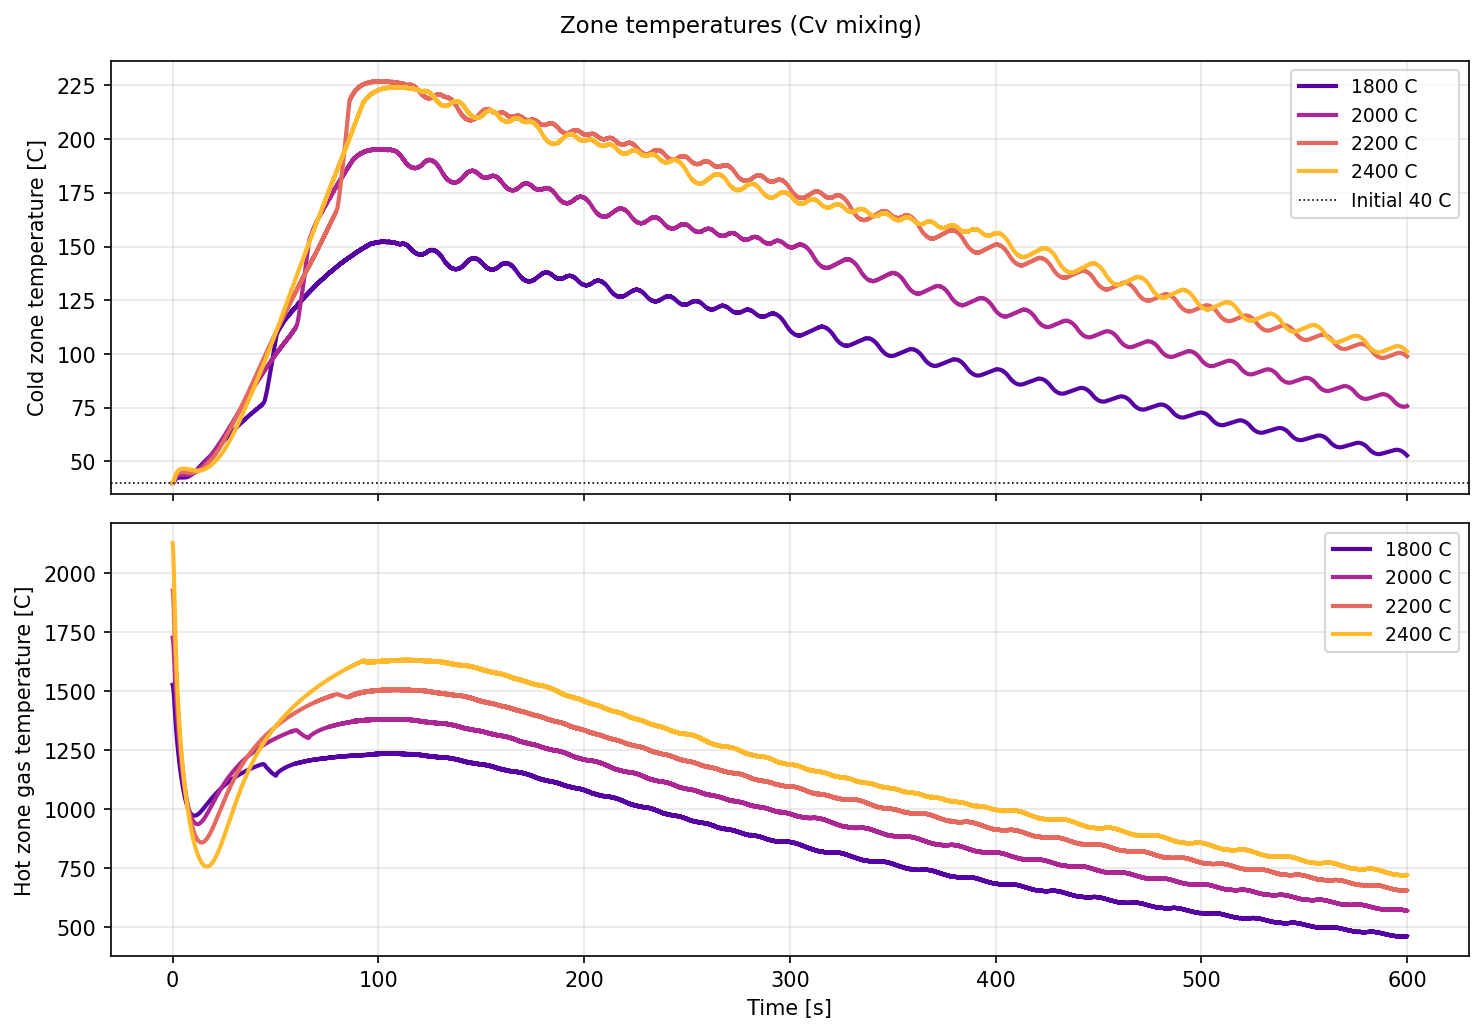 Zone temperatures (Cv mixing)
Cold zone temperature [C]
225
200
175
150
125
100
75
50
1800 C
2000 C
2200 C
2400 C
Initial 40 C
Hot zone gas temperature [C]
2000
1750
1500
1250
1000
750
500
1800 C
2000 C
2200 C
2400 C
0 100 200 300 400 500 600
Time [s]